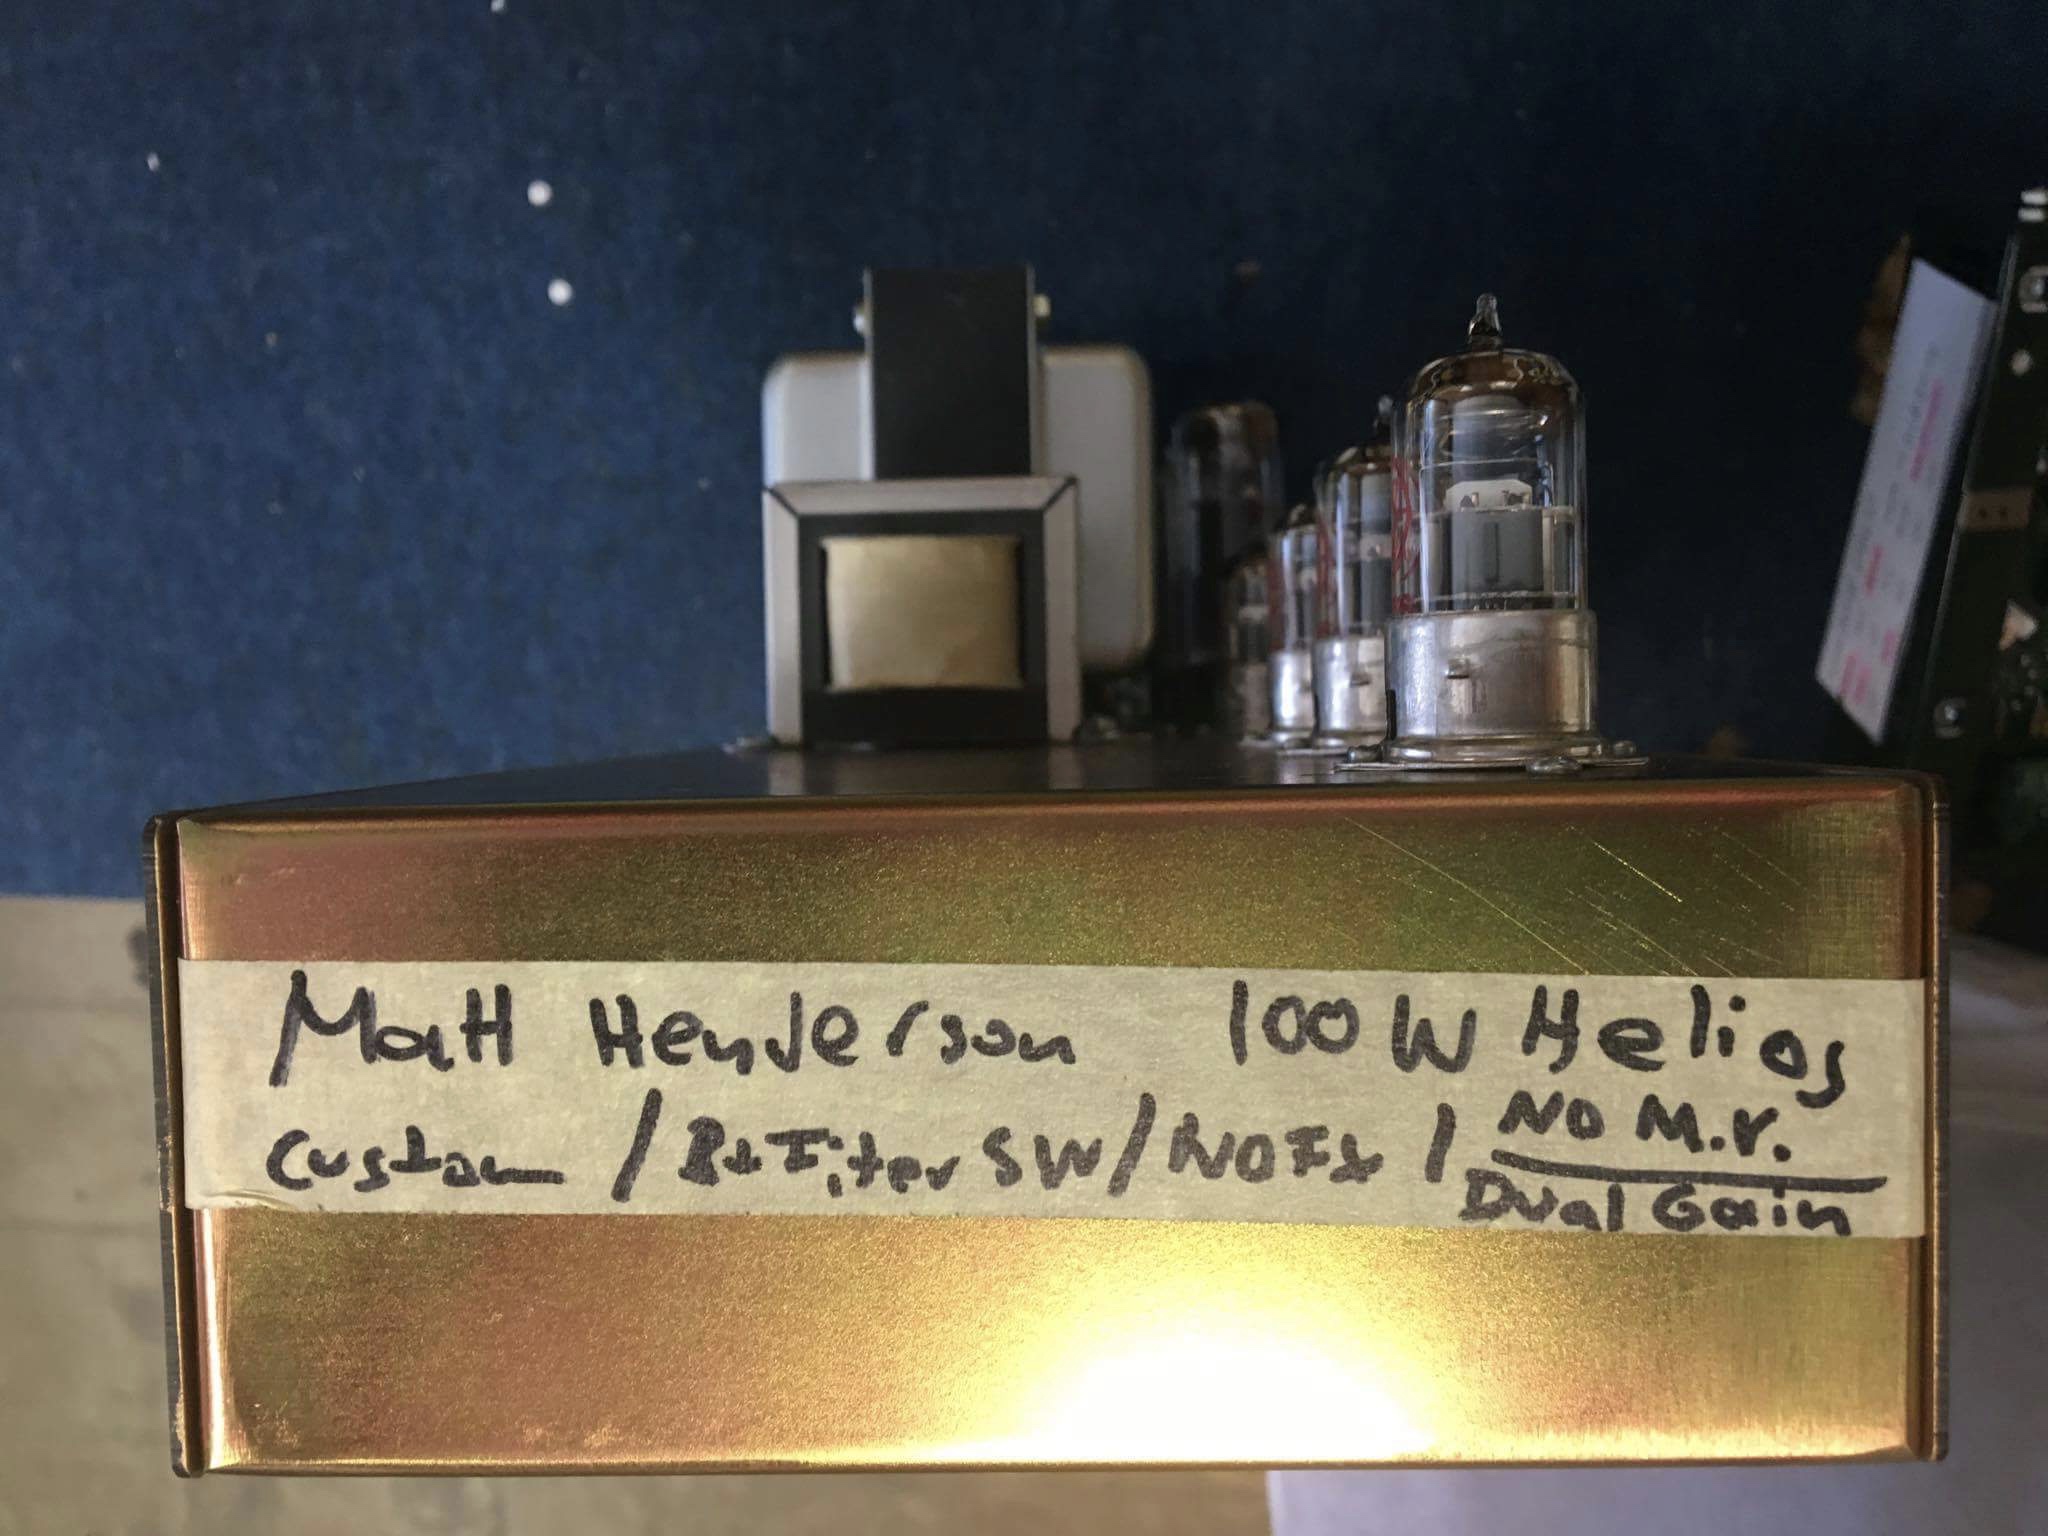 Matt Henderson 100W Helios
Custom / B+ Filter SW / NO FX / NO M.V.
Dual Gain